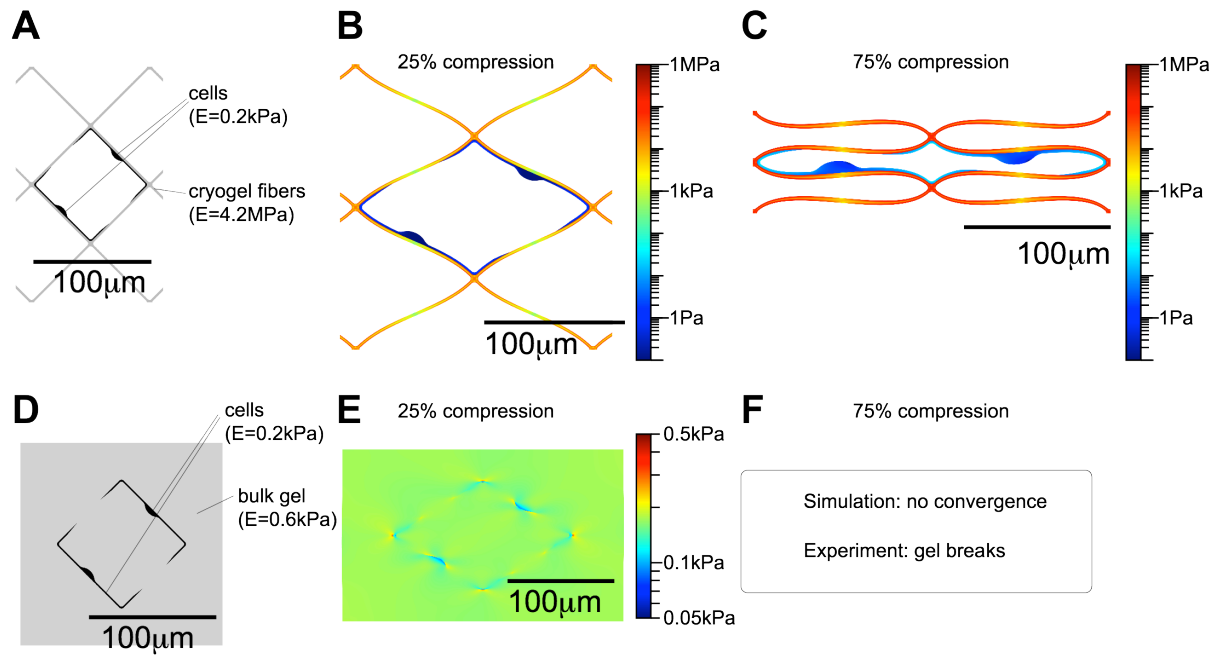 A
cells
(E=0.2kPa)
cryogel fibers
(E=4.2MPa)
100μm
B
25% compression
1MPa
1kPa
1Pa
100μm
C
75% compression
1MPa
1kPa
1Pa
100μm
D
cells
(E=0.2kPa)
bulk gel
(E=0.6kPa)
100μm
E
25% compression
0.5kPa
0.1kPa
0.05kPa
100μm
F
75% compression
Simulation: no convergence
Experiment: gel breaks